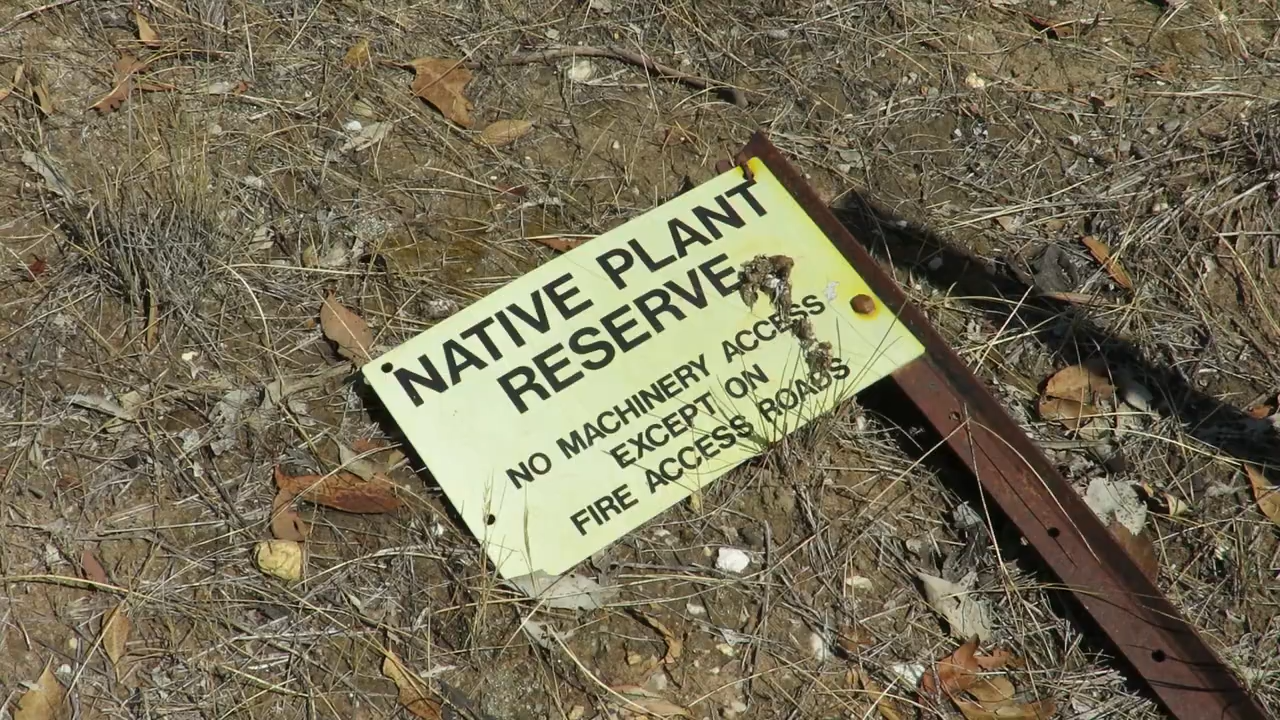 NATIVE PLANT
RESERVE
NO MACHINERY ACCESS
EXCEPT ON
FIRE ACCESS ROADS